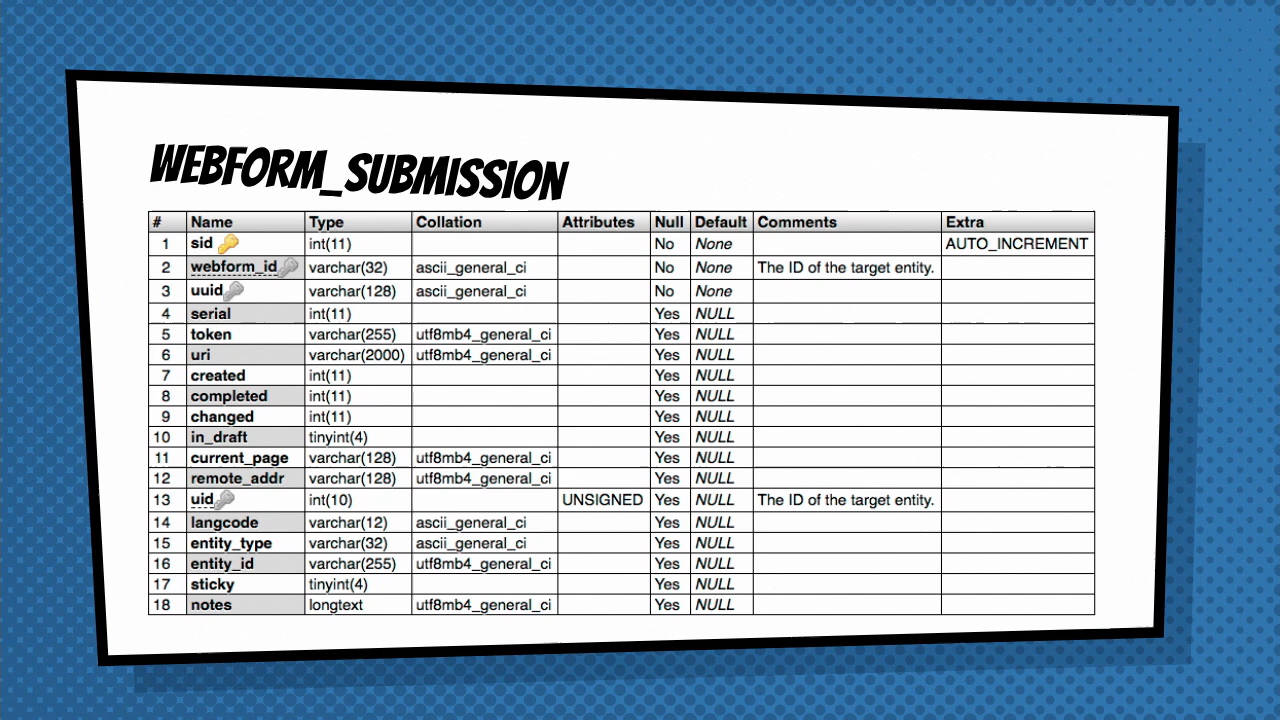 WEBFORM_SUBMISSION
# Name Type Collation Attributes Null Default Comments Extra
1 sid int(11) No None AUTO_INCREMENT
2 webform_id varchar(32) ascii_general_ci No None The ID of the target entity.
3 uuid varchar(128) ascii_general_ci No None
4 serial int(11) Yes NULL
5 token varchar(255) utf8mb4_general_ci Yes NULL
6 uri varchar(2000) utf8mb4_general_ci Yes NULL
7 created int(11) Yes NULL
8 completed int(11) Yes NULL
9 changed int(11) Yes NULL
10 in_draft tinyint(4) Yes NULL
11 current_page varchar(128) utf8mb4_general_ci Yes NULL
12 remote_addr varchar(128) utf8mb4_general_ci Yes NULL
13 uid int(10) UNSIGNED Yes NULL The ID of the target entity.
14 langcode varchar(12) ascii_general_ci Yes NULL
15 entity_type varchar(32) ascii_general_ci Yes NULL
16 entity_id varchar(255) utf8mb4_general_ci Yes NULL
17 sticky tinyint(4) Yes NULL
18 notes longtext utf8mb4_general_ci Yes NULL